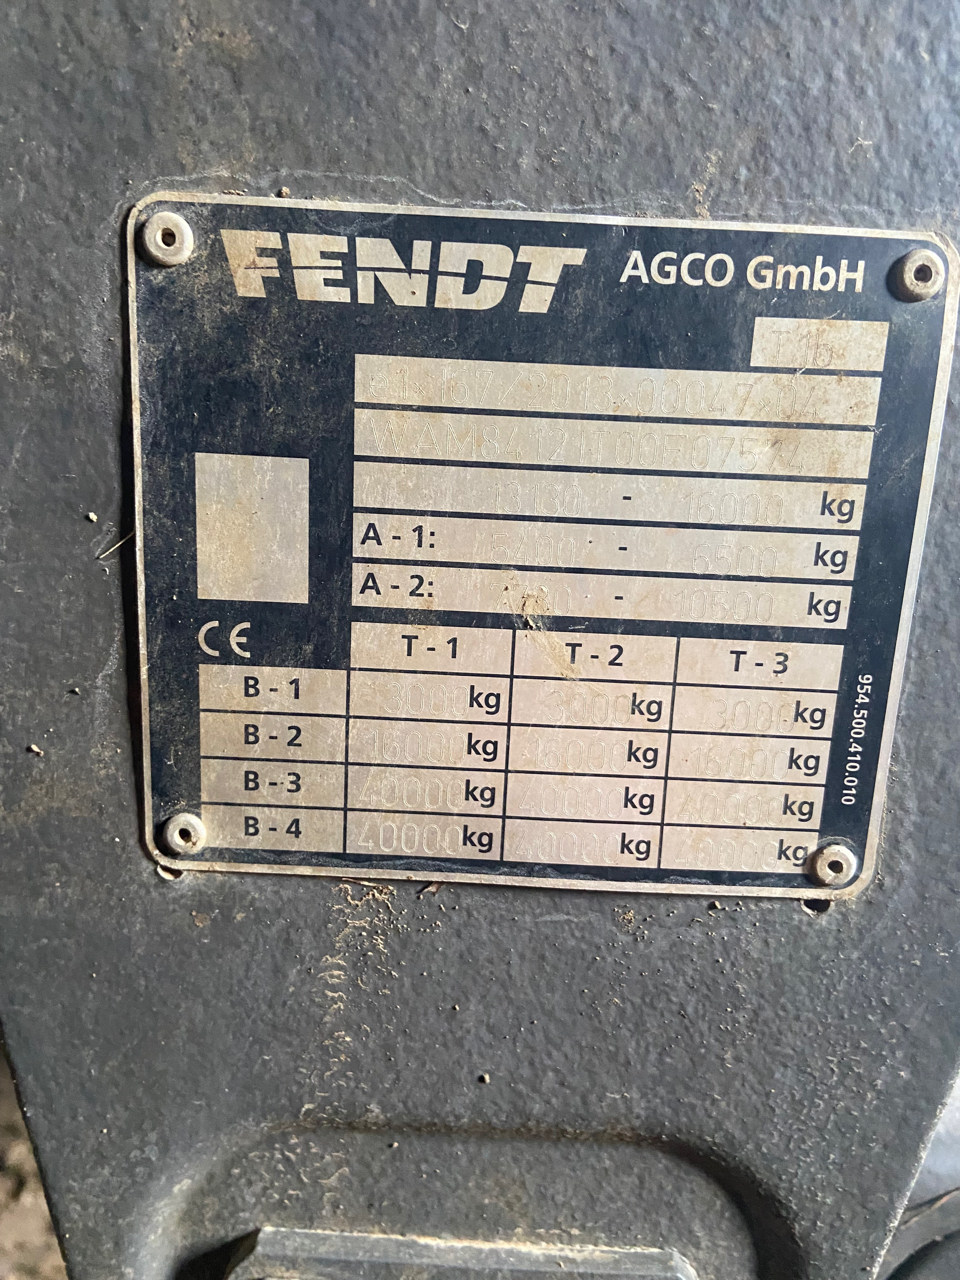 FENDT AGCO GmbH
T1b
e1*167/2013*00047*04
- 16000 kg
A - 1: 5400 - 6500 kg
A - 2: - 10500 kg
CE
T - 1 T - 2 T - 3
B - 1 3000 kg 3000 kg 3000 kg
B - 2 16000 kg 16000 kg 16000 kg
B - 3 40000 kg 40000 kg 40000 kg
B - 4 40000 kg 40000 kg 40000 kg
954.500.410.010